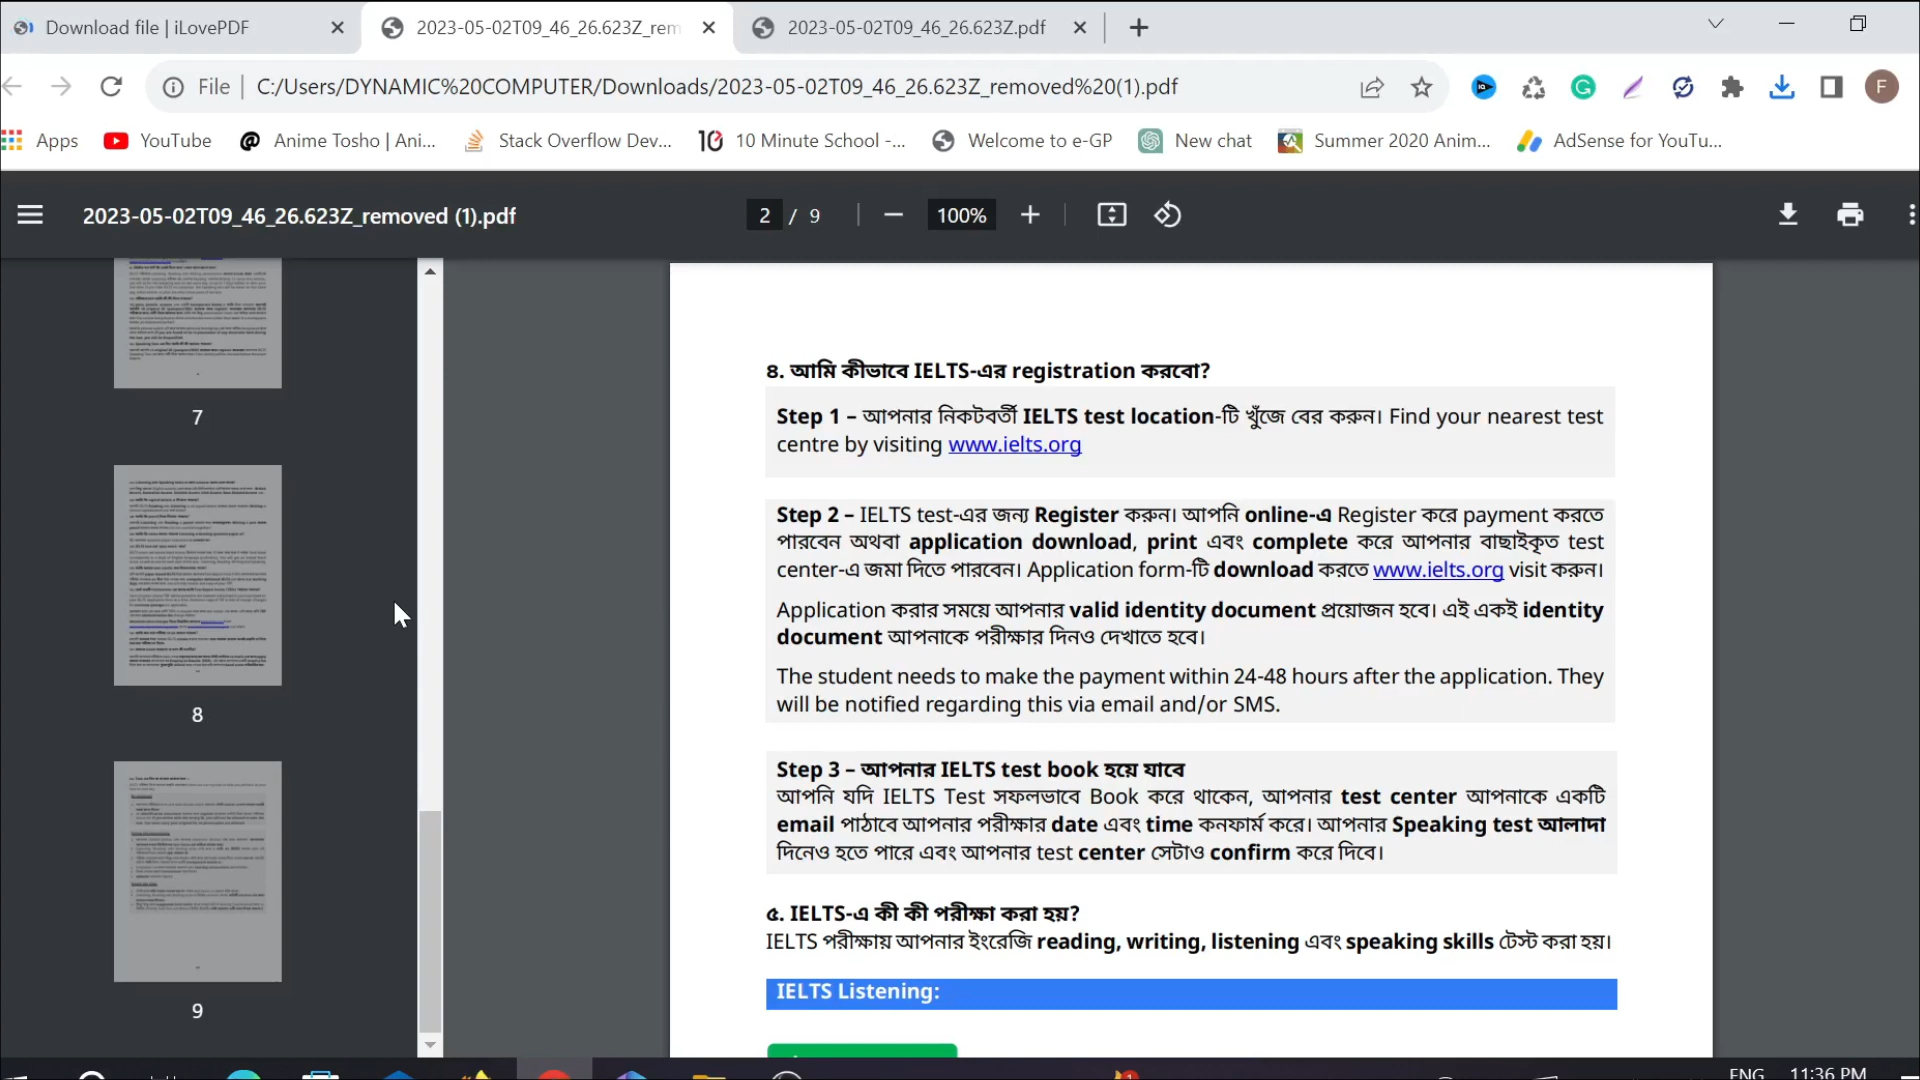 Download file | iLovePDF
2023-05-02T09_46_26.623Z_rem
2023-05-02T09_46_26.623Z.pdf
File
C:/Users/DYNAMIC%20COMPUTER/Downloads/2023-05-02T09_46_26.623Z_removed%20(1).pdf
F
Apps
YouTube
Anime Tosho | Ani...
Stack Overflow Dev...
10 Minute School -...
Welcome to e-GP
New chat
Summer 2020 Anim...
AdSense for YouTu...
2023-05-02T09_46_26.623Z_removed (1).pdf
2 / 9
100%
7
8
9
৪. আমি কীভাবে IELTS-এর registration করবো?
Step 1 – আপনার নিকটবর্তী IELTS test location-টি খুঁজে বের করুন। Find your nearest test
centre by visiting www.ielts.org
Step 2 – IELTS test-এর জন্য Register করুন। আপনি online-এ Register করে payment করতে
পারবেন অথবা application download, print এবং complete করে আপনার বাছাইকৃত test
center-এ জমা দিতে পারবেন। Application form-টি download করতে www.ielts.org visit করুন।
Application করার সময়ে আপনার valid identity document প্রয়োজন হবে। এই একই identity
document আপনাকে পরীক্ষার দিনও দেখাতে হবে।
The student needs to make the payment within 24-48 hours after the application. They
will be notified regarding this via email and/or SMS.
Step 3 – আপনার IELTS test book হয়ে যাবে
আপনি যদি IELTS Test সফলভাবে Book করে থাকেন, আপনার test center আপনাকে একটি
email পাঠাবে আপনার পরীক্ষার date এবং time কনফার্ম করে। আপনার Speaking test আলাদা
দিনেও হতে পারে এবং আপনার test center সেটাও confirm করে দিবে।
৫. IELTS-এ কী কী পরীক্ষা করা হয়?
IELTS পরীক্ষায় আপনার ইংরেজি reading, writing, listening এবং speaking skills টেস্ট করা হয়।
IELTS Listening:
ENG
11:36 PM